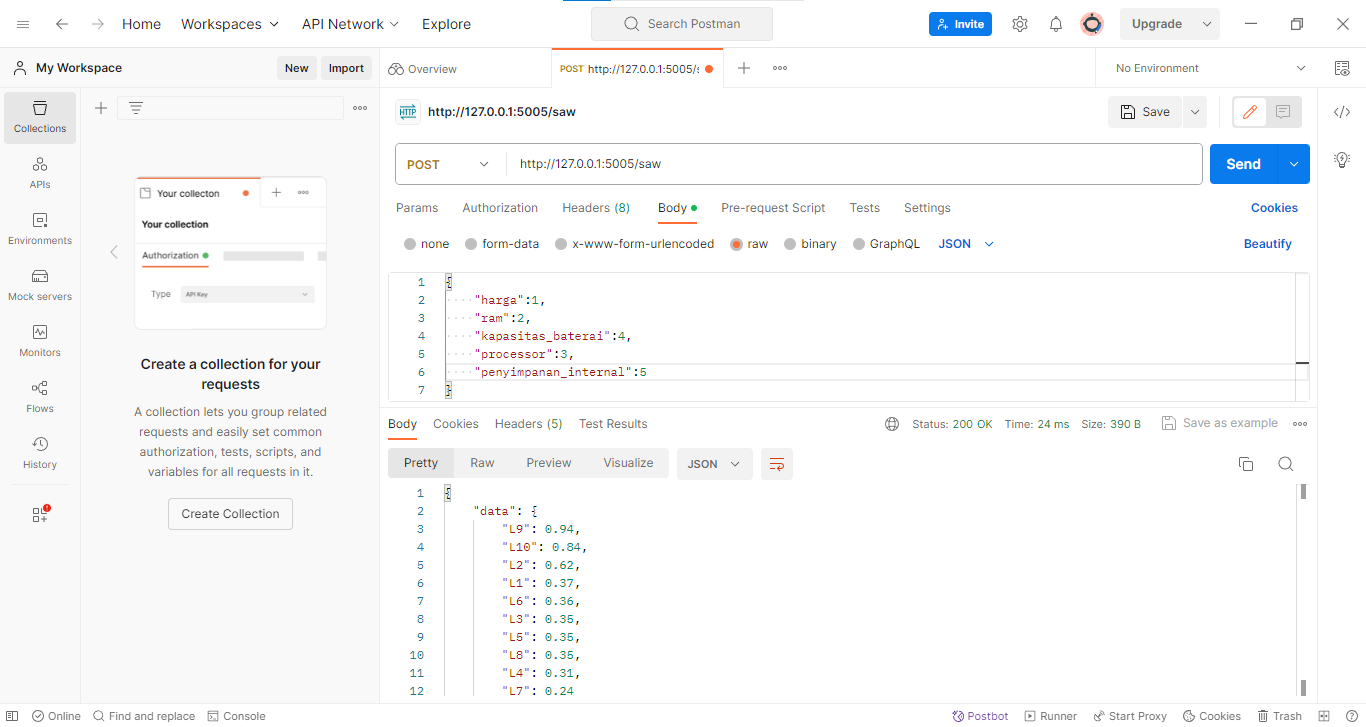 Home Workspaces API Network Explore Search Postman Invite Upgrade
My Workspace New Import Overview POST http://127.0.0.1:5005/s No Environment
Collections
APIs
Environments
Mock servers
Monitors
Flows
History
Your collecton
Your collection
Authorization
Type API Key
Create a collection for your
requests
A collection lets you group related
requests and easily set common
authorization, tests, scripts, and
variables for all requests in it.
Create Collection
HTTP http://127.0.0.1:5005/saw Save
POST http://127.0.0.1:5005/saw Send
Params Authorization Headers (8) Body Pre-request Script Tests Settings Cookies
none form-data x-www-form-urlencoded raw binary GraphQL JSON Beautify
1 {
2 "harga":1,
3 "ram":2,
4 "kapasitas_baterai":4,
5 "processor":3,
6 "penyimpanan_internal":5
7 }
Body Cookies Headers (5) Test Results Status: 200 OK Time: 24 ms Size: 390 B Save as example
Pretty Raw Preview Visualize JSON
1 {
2 "data": {
3 "L9": 0.94,
4 "L10": 0.84,
5 "L2": 0.62,
6 "L1": 0.37,
7 "L6": 0.36,
8 "L3": 0.35,
9 "L5": 0.35,
10 "L8": 0.35,
11 "L4": 0.31,
12 "L7": 0.24
Online Find and replace Console Postbot Runner Start Proxy Cookies Trash